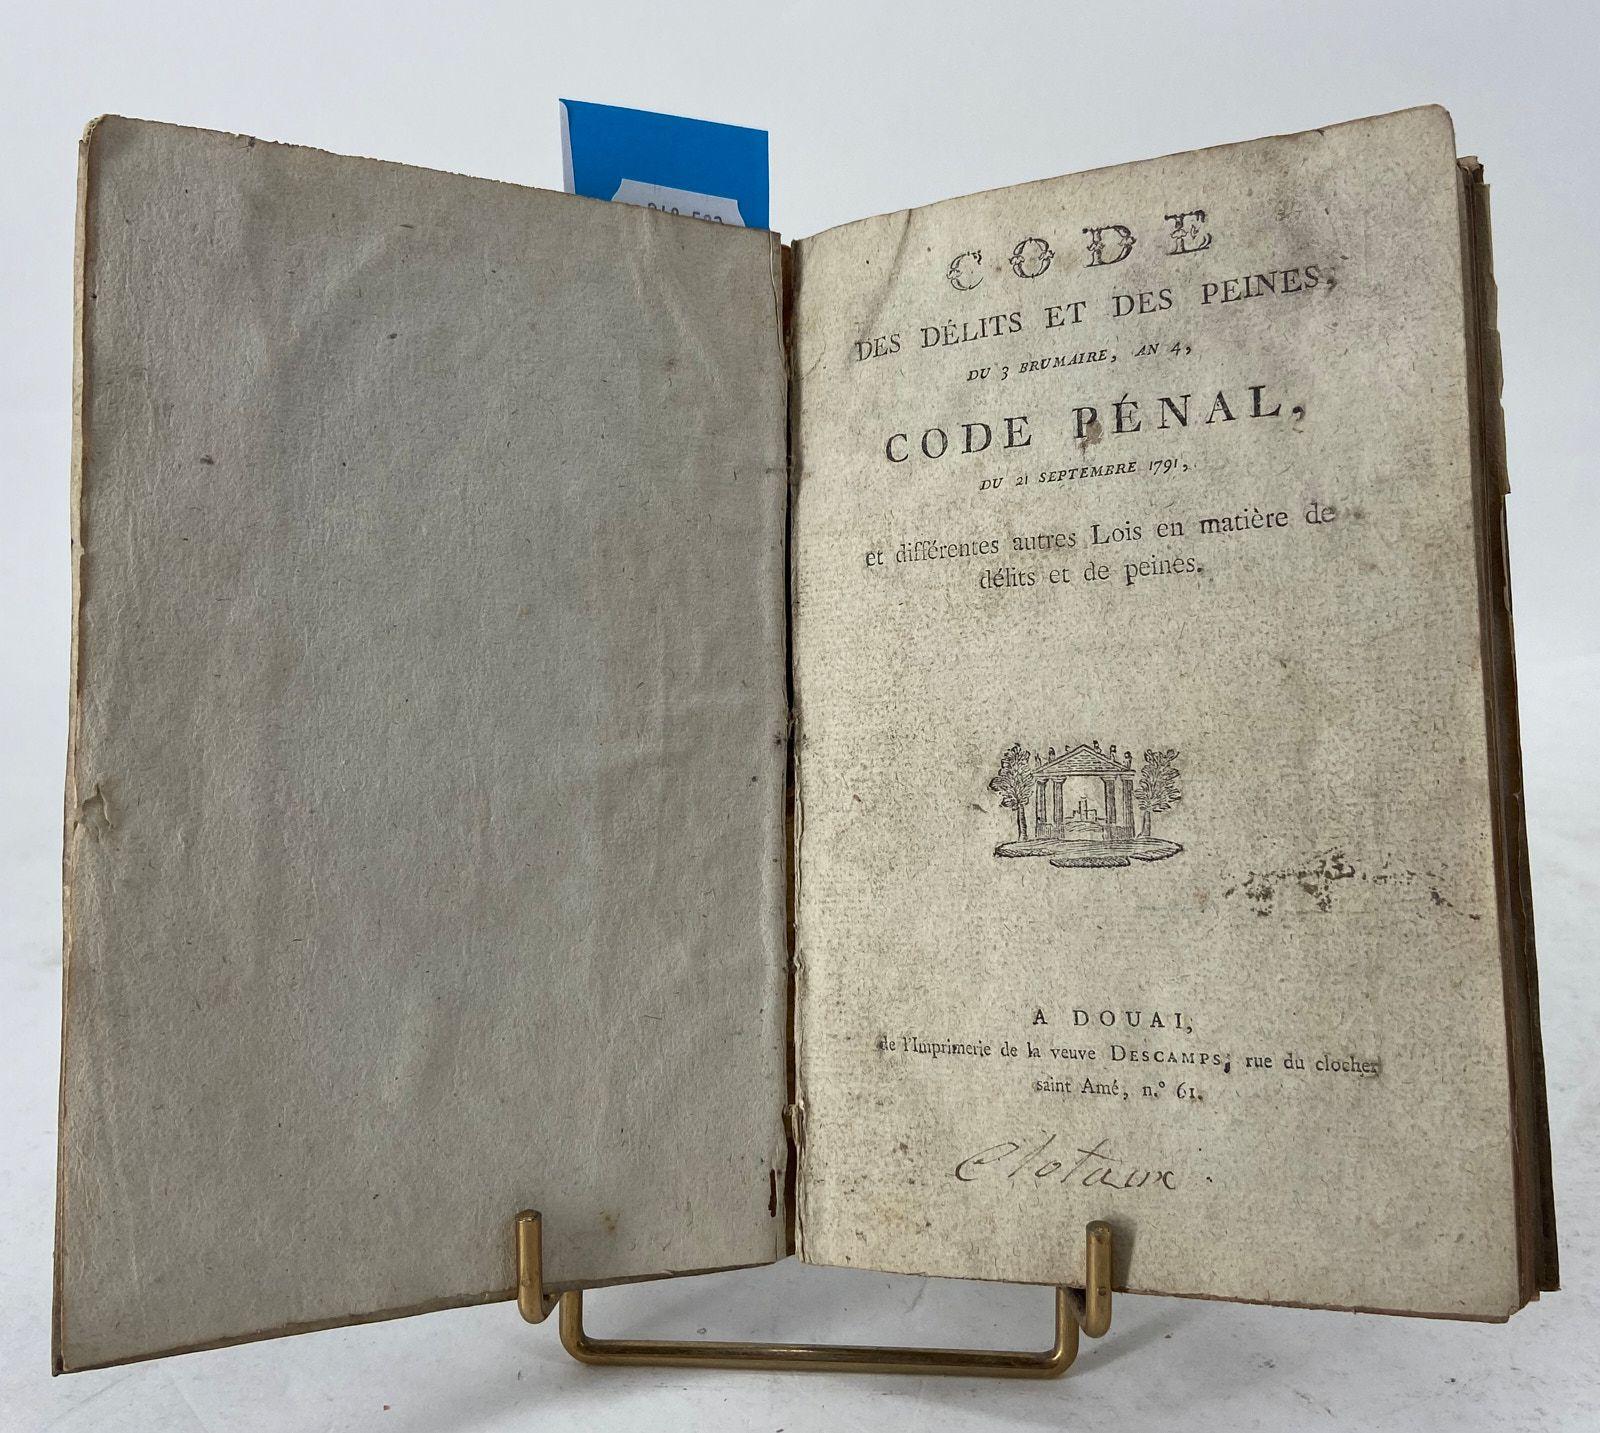 CODE
DES DÉLITS ET DES PEINES,
DU 3 BRUMAIRE, AN 4,
CODE PÉNAL,
DU 21 SEPTEMBRE 1791,
et différentes autres Lois en matière de
délits et de peines.
A DOUAI,
de l'Imprimerie de la veuve DESCAMPS, rue du clocher
saint Amé, n.º 61.
Clotaux